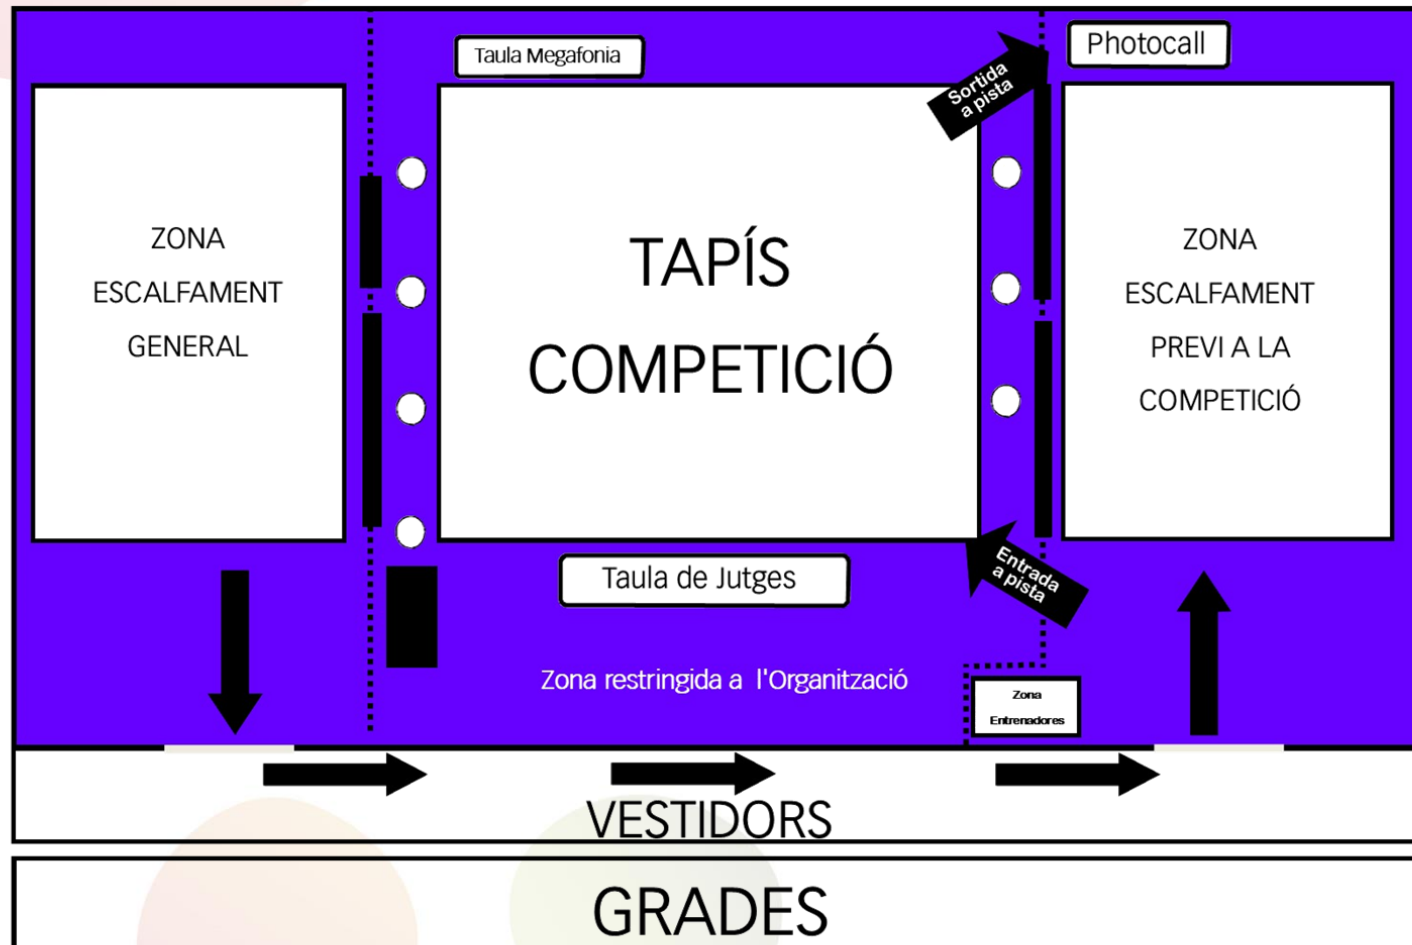 Taula Megafonia
Photocall
Sortida
a pista
ZONA
ESCALFAMENT
GENERAL
TAPÍS
COMPETICIÓ
ZONA
ESCALFAMENT
PREVI A LA
COMPETICIÓ
Entrada
a pista
Taula de Jutges
Zona restringida a l'Organització
Zona
Entrenadores
VESTIDORS
GRADES